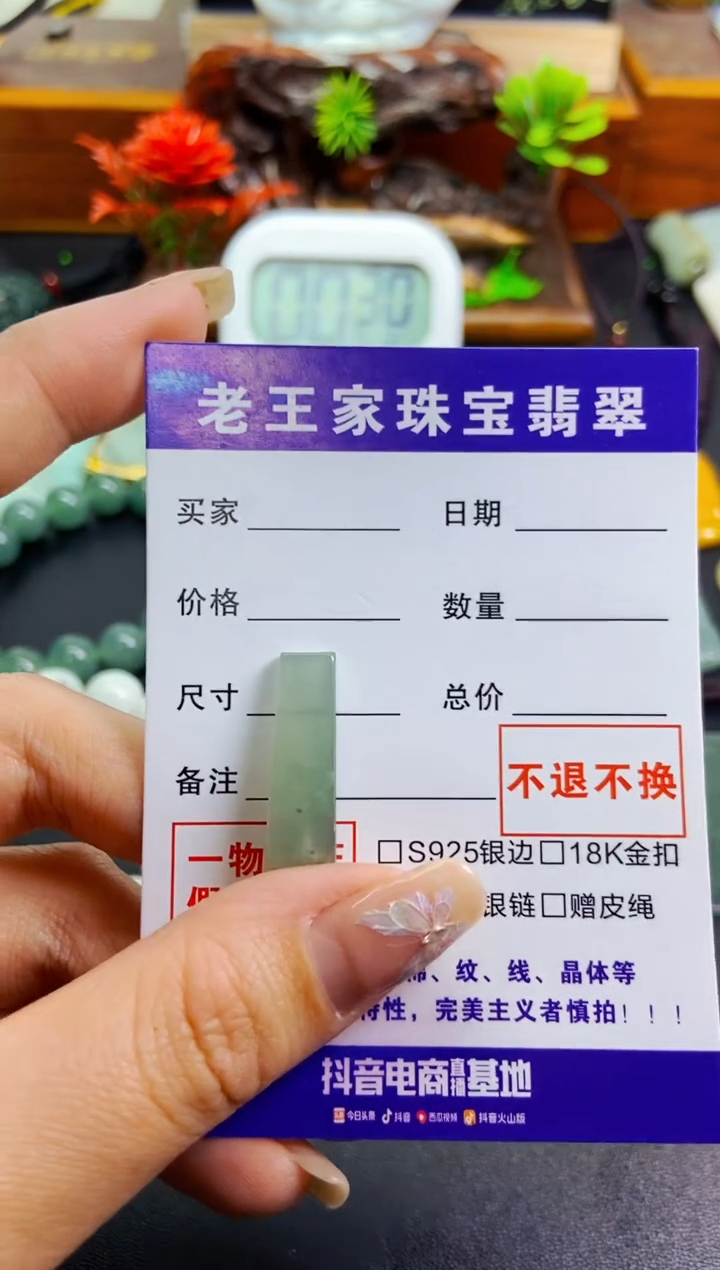 老王家珠宝翡翠
买家 日期
价格 数量
尺寸 总价
备注
不退不换
一物
□S925银边□18K金扣
银链□赠皮绳
、纹、线、晶体等
特性，完美主义者慎拍！！！
抖音电商直播基地
今日头条 抖音 西瓜视频 抖音火山版